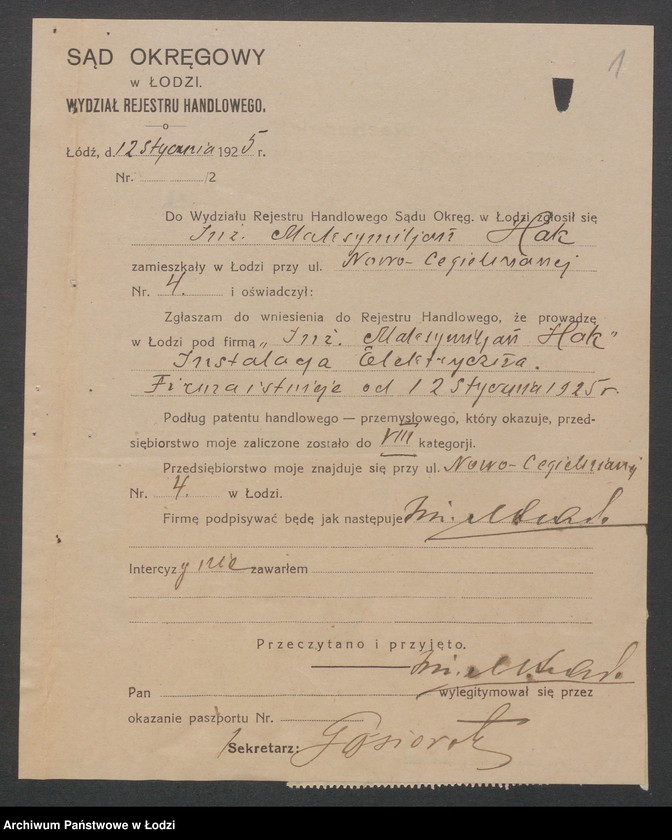 1
SĄD OKRĘGOWY
w ŁODZI.
WYDZIAŁ REJESTRU HANDLOWEGO.
Łódź, d. 12 Stycznia 1925 r.
Nr. /2
Do Wydziału Rejestru Handlowego Sądu Okręg. w Łodzi zgłosił się
Inż. Maksymiljan Hak
zamieszkały w Łodzi przy ul. Nowo-Cegielnianej
Nr. 4. i oświadczył:
Zgłaszam do wniesienia do Rejestru Handlowego, że prowadzę
w Łodzi pod firmą „Inż. Maksymiljan Hak"
Instalacja Elektryczna.
Firma istnieje od 12 Stycznia 1925 r.
Podług patentu handlowego — przemysłowego, który okazuje, przed-
siębiorstwo moje zaliczone zostało do VIII kategorji.
Przedsiębiorstwo moje znajduje się przy ul. Nowo-Cegielnianej
Nr. 4. w Łodzi.
Firmę podpisywać będę jak następuje Inż. M. Hak
Intercyzy nie zawarłem
Przeczytano i przyjęto.
Inż. M. Hak
Pan wylegitymował się przez
okazanie paszportu Nr.
Sekretarz:
Archiwum Państwowe w Łodzi